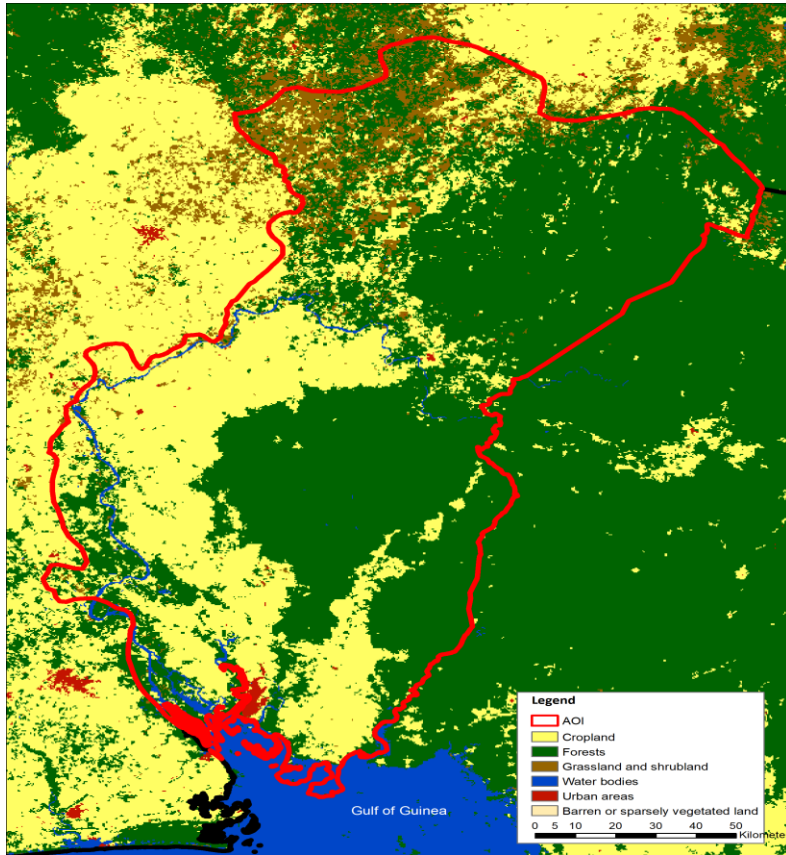 Legend
AOI
Cropland
Forests
Grassland and shrubland
Water bodies
Urban areas
Barren or sparsely vegetated land
0 5 10 20 30 40 50
Kilomete
Gulf of Guinea